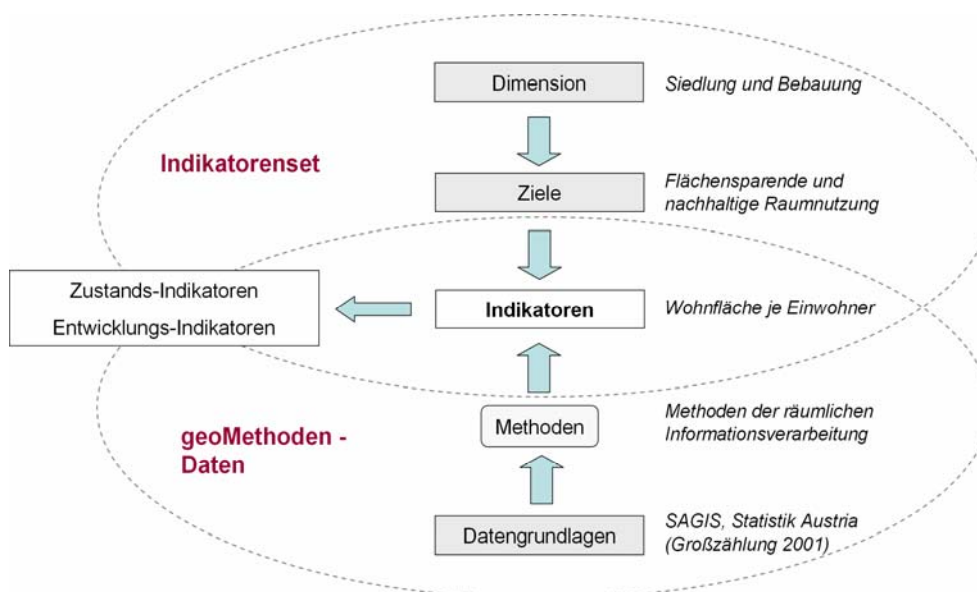 Dimension
Siedlung und Bebauung
Indikatorenset
Ziele
Flächensparende und
nachhaltige Raumnutzung
Zustands-Indikatoren
Entwicklungs-Indikatoren
Indikatoren
Wohnfläche je Einwohner
geoMethoden -
Daten
Methoden
Methoden der räumlichen
Informationsverarbeitung
Datengrundlagen
SAGIS, Statistik Austria
(Großzählung 2001)